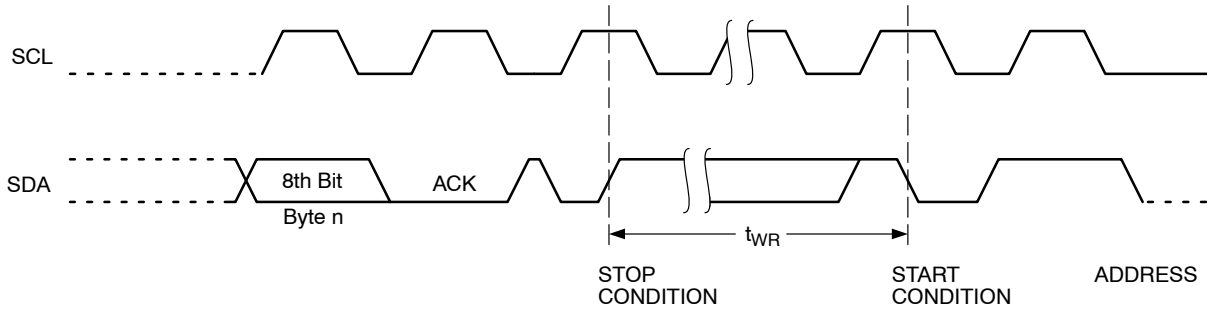 SCL
SDA
8th Bit
Byte n
ACK
tWR
STOP
CONDITION
START
CONDITION
ADDRESS